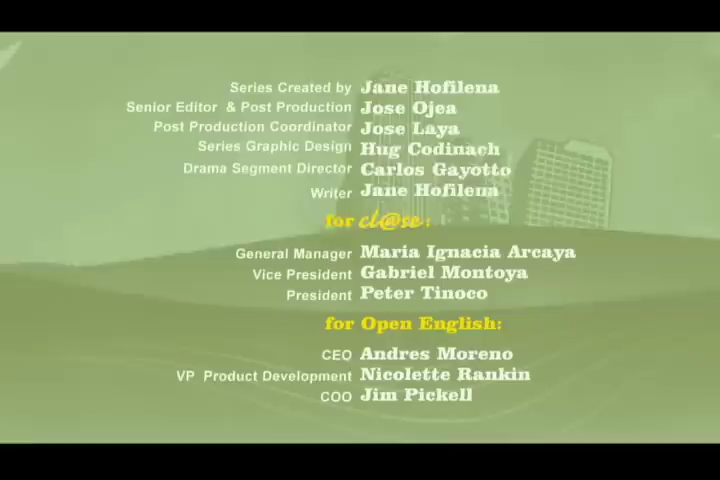 Series Created by Jane Hofilena
Senior Editor & Post Production Jose Ojea
Post Production Coordinator Jose Laya
Series Graphic Design Hug Codinach
Drama Segment Director Carlos Gayotto
Writer Jane Hofilena
for cl@se:
General Manager Maria Ignacia Arcaya
Vice President Gabriel Montoya
President Peter Tinoco
for Open English:
CEO Andres Moreno
VP Product Development Nicolette Rankin
COO Jim Pickell